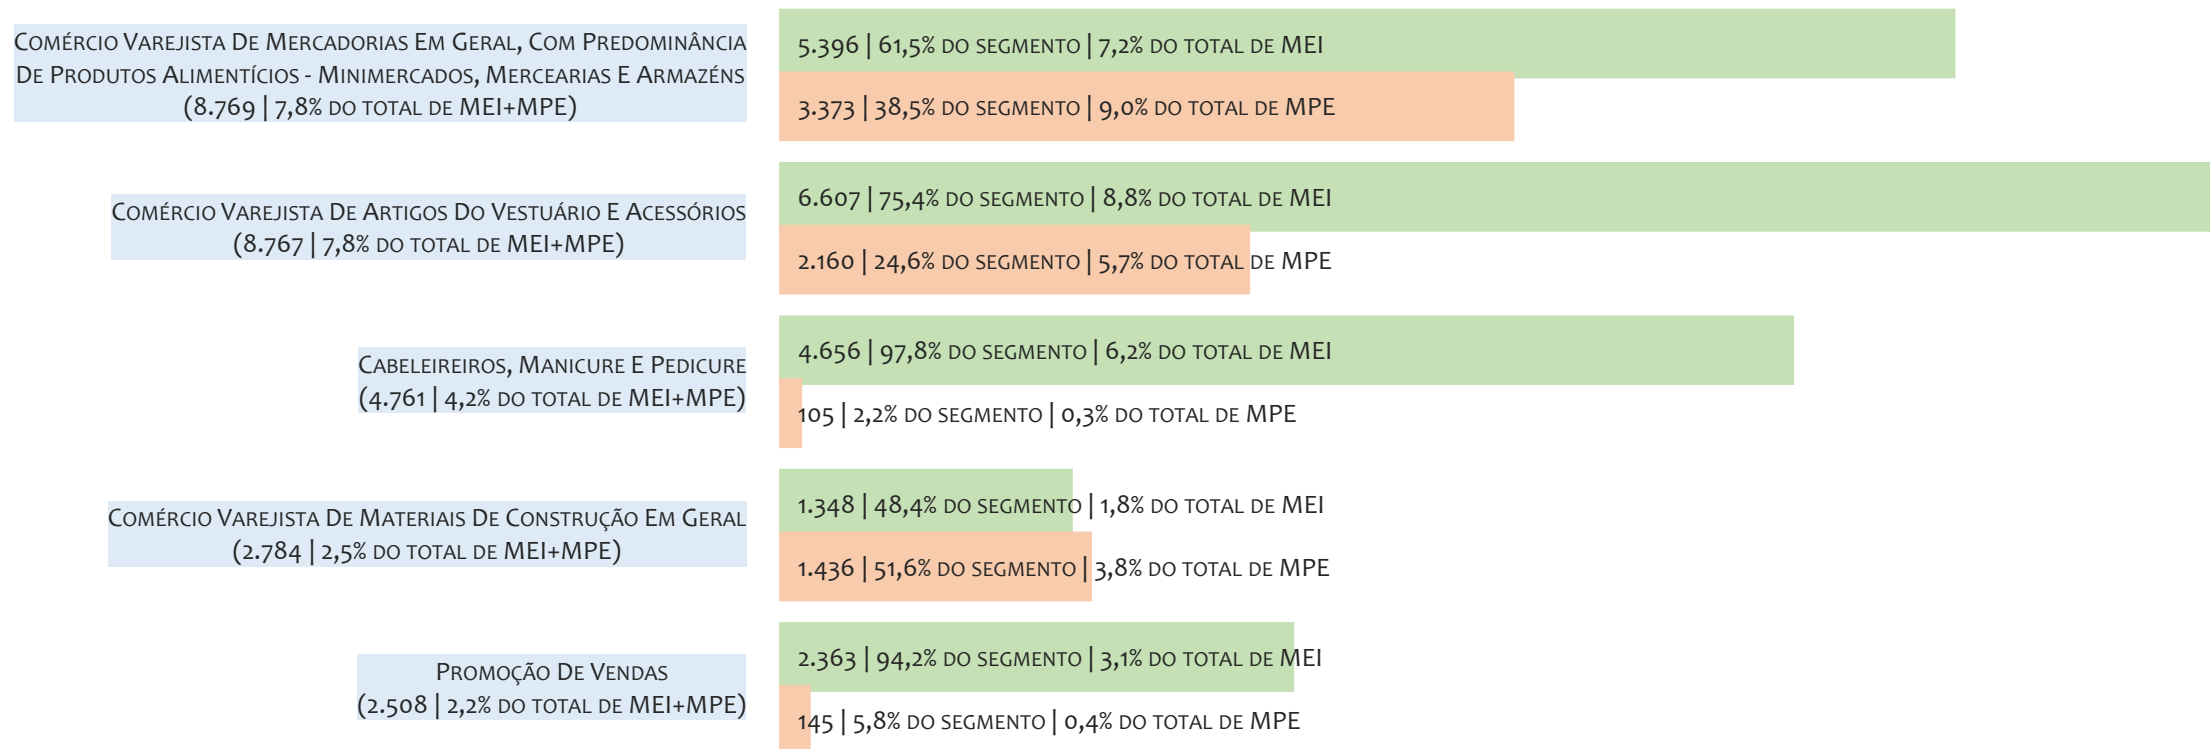 Comércio Varejista De Mercadorias Em Geral, Com Predominância
De Produtos Alimentícios - Minimercados, Mercearias E Armazéns
(8.769 | 7,8% do total de MEI+MPE)
5.396 | 61,5% do segmento | 7,2% do total de MEI
3.373 | 38,5% do segmento | 9,0% do total de MPE
Comércio Varejista De Artigos Do Vestuário E Acessórios
(8.767 | 7,8% do total de MEI+MPE)
6.607 | 75,4% do segmento | 8,8% do total de MEI
2.160 | 24,6% do segmento | 5,7% do total de MPE
Cabeleireiros, Manicure E Pedicure
(4.761 | 4,2% do total de MEI+MPE)
4.656 | 97,8% do segmento | 6,2% do total de MEI
105 | 2,2% do segmento | 0,3% do total de MPE
Comércio Varejista De Materiais De Construção Em Geral
(2.784 | 2,5% do total de MEI+MPE)
1.348 | 48,4% do segmento | 1,8% do total de MEI
1.436 | 51,6% do segmento | 3,8% do total de MPE
Promoção De Vendas
(2.508 | 2,2% do total de MEI+MPE)
2.363 | 94,2% do segmento | 3,1% do total de MEI
145 | 5,8% do segmento | 0,4% do total de MPE